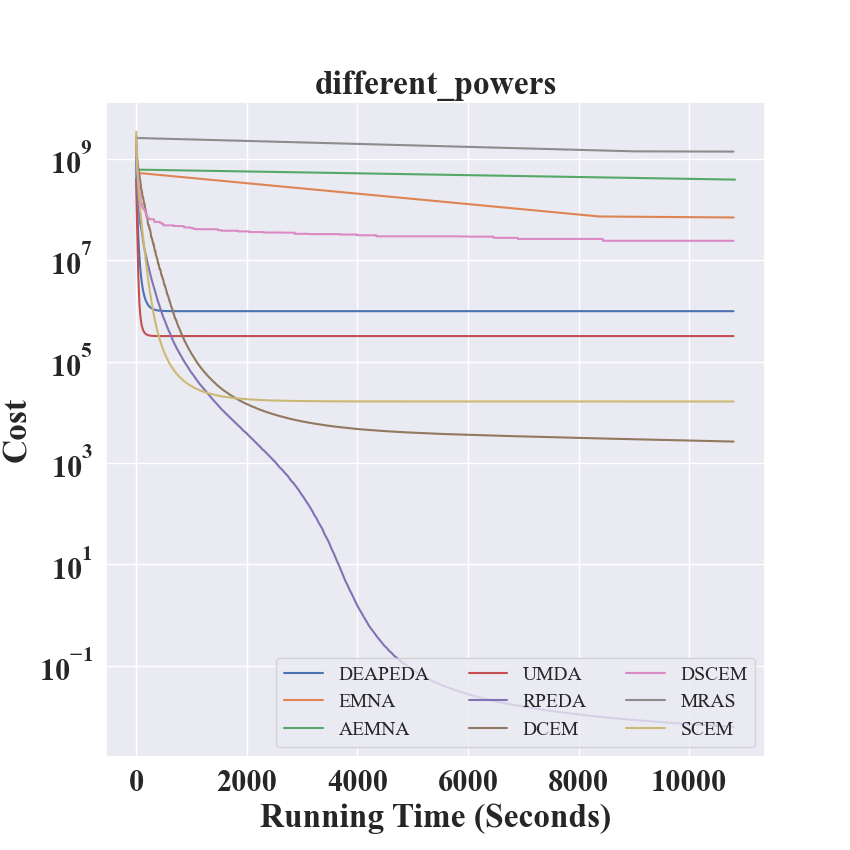 different_powers
Cost
10^9
10^7
10^5
10^3
10^1
10^−1
0 2000 4000 6000 8000 10000
Running Time (Seconds)
DEAPEDA UMDA DSCEM
EMNA RPEDA MRAS
AEMNA DCEM SCEM